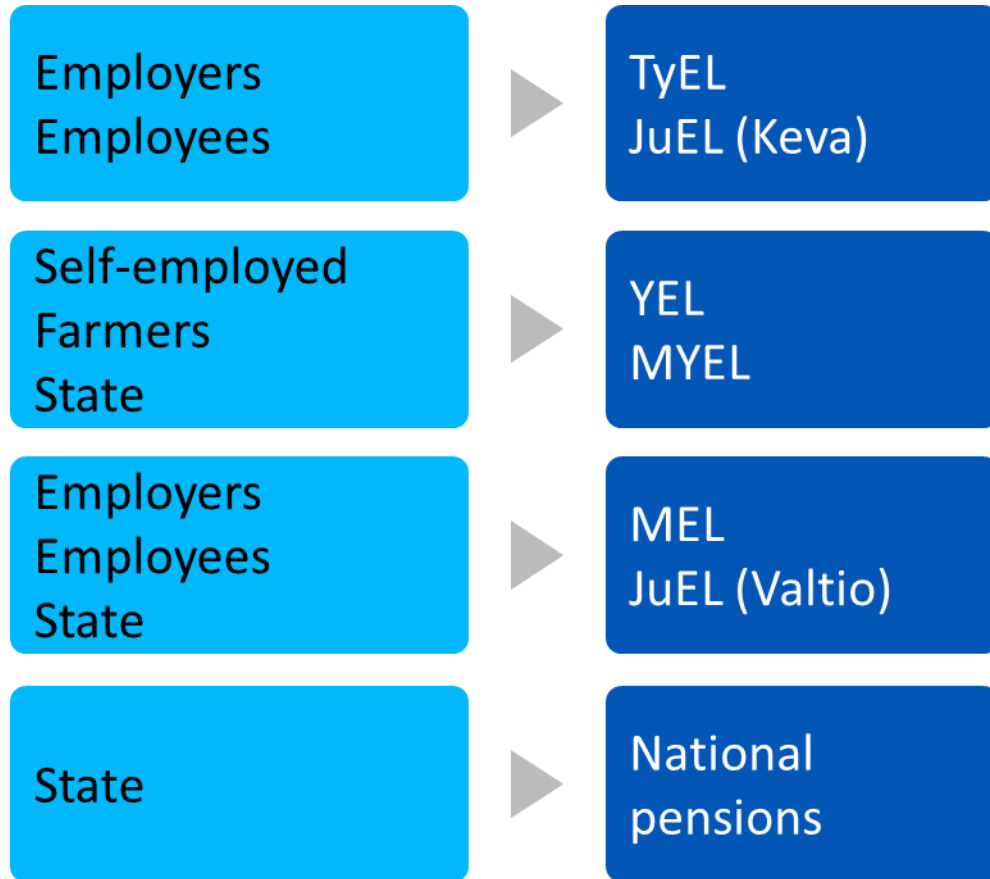 Employers
Employees
TyEL
JuEL (Keva)
Self-employed
Farmers
State
YEL
MYEL
Employers
Employees
State
MEL
JuEL (Valtio)
State
National
pensions